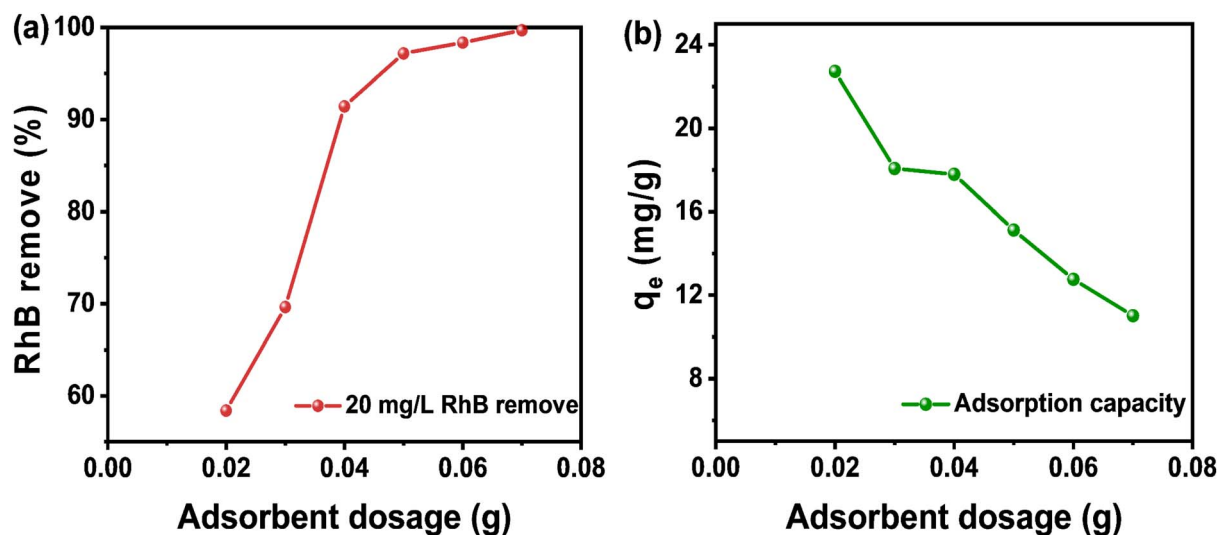 (a)
RhB remove (%)
100
90
80
70
60
20 mg/L RhB remove
0.00 0.02 0.04 0.06 0.08
Adsorbent dosage (g)
(b)
qₑ (mg/g)
24
20
16
12
8
Adsorption capacity
0.00 0.02 0.04 0.06 0.08
Adsorbent dosage (g)